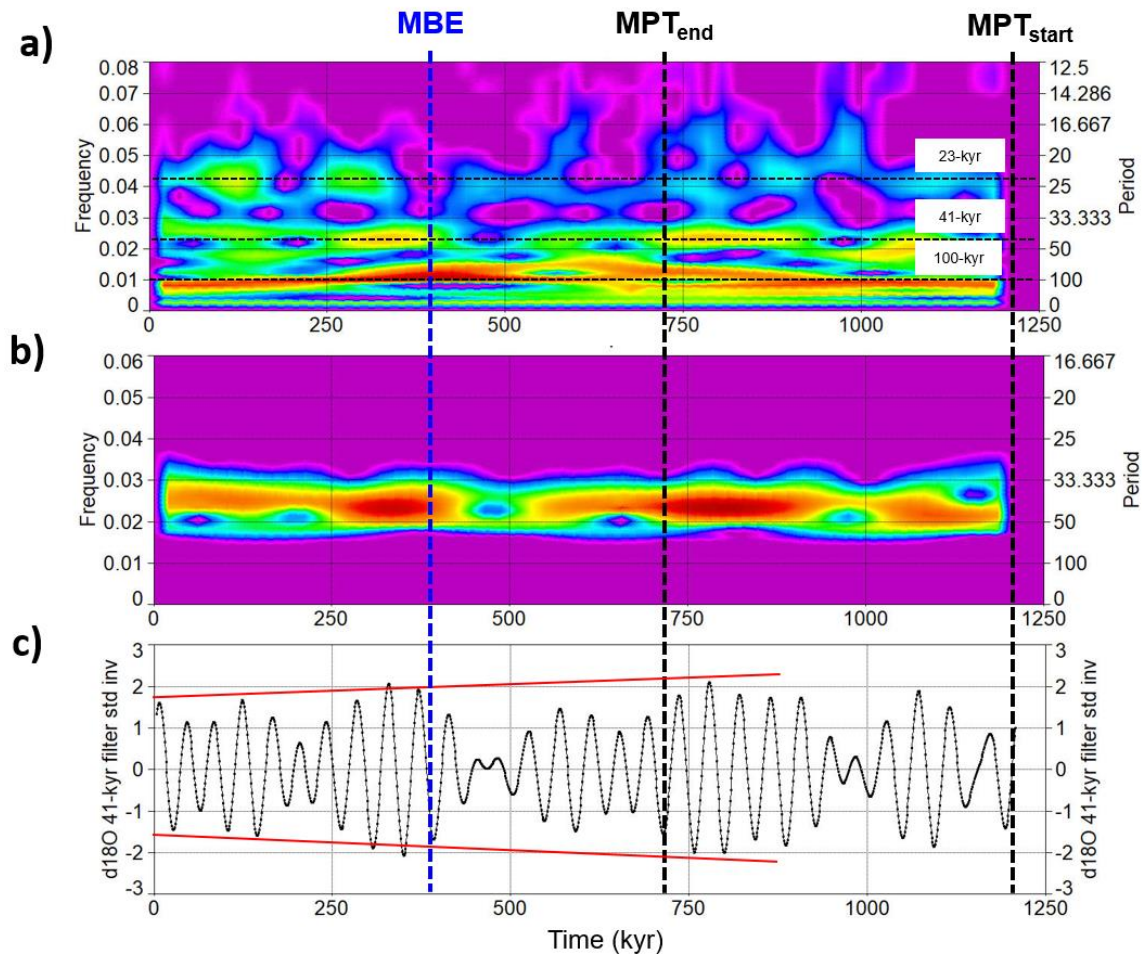 MBE MPTend MPTstart
a)
0.08 12.5
0.07 14.286
0.06 16.667
0.05 20
23-kyr
0.04 25
0.03 33.333
41-kyr
0.02 50
100-kyr
0.01 100
0 0
Frequency
Period
0 250 500 750 1000 1250
b)
0.06 16.667
0.05 20
0.04 25
0.03 33.333
0.02 50
0.01 100
0 0
Frequency
Period
0 250 500 750 1000 1250
c)
3 3
2 2
1 1
0 0
-1 -1
-2 -2
-3 -3
d18O 41-kyr filter std inv
d18O 41-kyr filter std inv
0 250 500 750 1000 1250
Time (kyr)